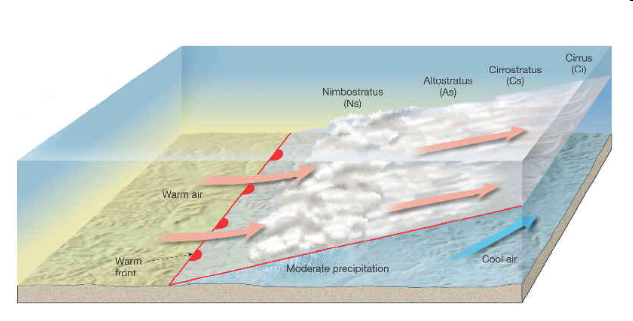 Cirrus
(Ci)
Cirrostratus
(Cs)
Altostratus
(As)
Nimbostratus
(Ns)
Warm air
Warm
front
Moderate precipitation
Cool air